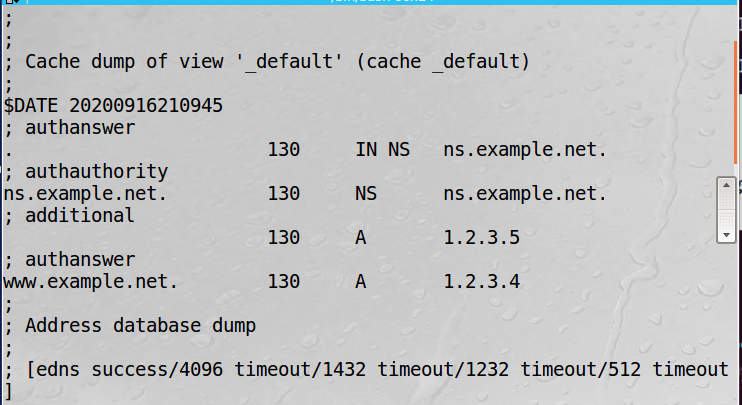 ;
;
; Cache dump of view '_default' (cache _default)
;
$DATE 20200916210945
; authanswer
. 130 IN NS ns.example.net.
; authauthority
ns.example.net. 130 NS ns.example.net.
; additional
130 A 1.2.3.5
; authanswer
www.example.net. 130 A 1.2.3.4
;
; Address database dump
;
; [edns success/4096 timeout/1432 timeout/1232 timeout/512 timeout
]